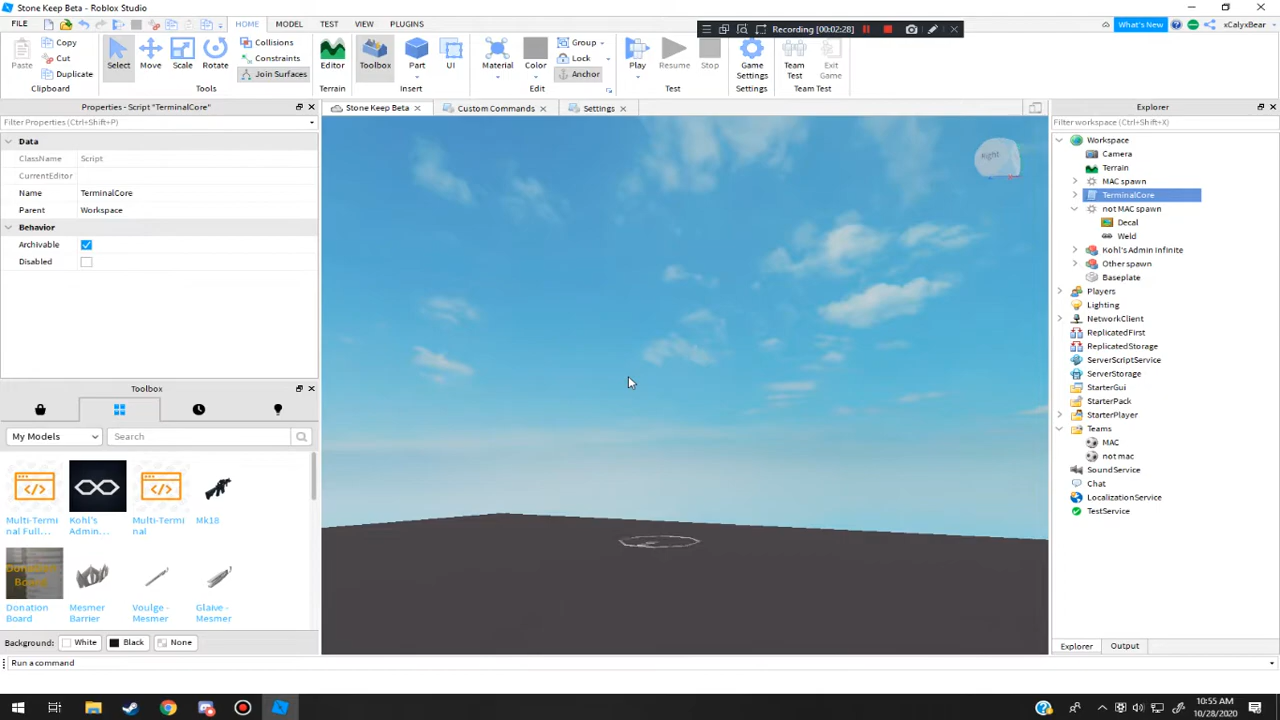 Stone Keep Beta - Roblox Studio
FILE HOME MODEL TEST VIEW PLUGINS
Recording [00:02:28]
What's New xCalyxBear
Paste Copy Cut Duplicate
Clipboard
Select Move Scale Rotate
Collisions
Constraints
Join Surfaces
Tools
Editor
Terrain
Toolbox Part UI
Insert
Material Color
Group
Lock
Anchor
Edit
Play Resume Stop
Test
Game Settings
Settings
Team Test
Exit Game
Team Test
Properties - Script "TerminalCore"
Filter Properties (Ctrl+Shift+P)
Data
ClassName Script
CurrentEditor
Name TerminalCore
Parent Workspace
Behavior
Archivable
Disabled
Toolbox
My Models Search
Multi-Terminal Full...
Kohl's Admin...
Multi-Terminal
Mk18
Donation Board
Donation Board
Mesmer Barrier
Voulge - Mesmer
Glaive - Mesmer
Background: White Black None
Run a command
Stone Keep Beta Custom Commands Settings
Right
Explorer
Filter workspace (Ctrl+Shift+X)
Workspace
Camera
Terrain
MAC spawn
TerminalCore
not MAC spawn
Decal
Weld
Kohl's Admin Infinite
Other spawn
Baseplate
Players
Lighting
NetworkClient
ReplicatedFirst
ReplicatedStorage
ServerScriptService
ServerStorage
StarterGui
StarterPack
StarterPlayer
Teams
MAC
not mac
SoundService
Chat
LocalizationService
TestService
Explorer Output
10:55 AM
10/28/2020